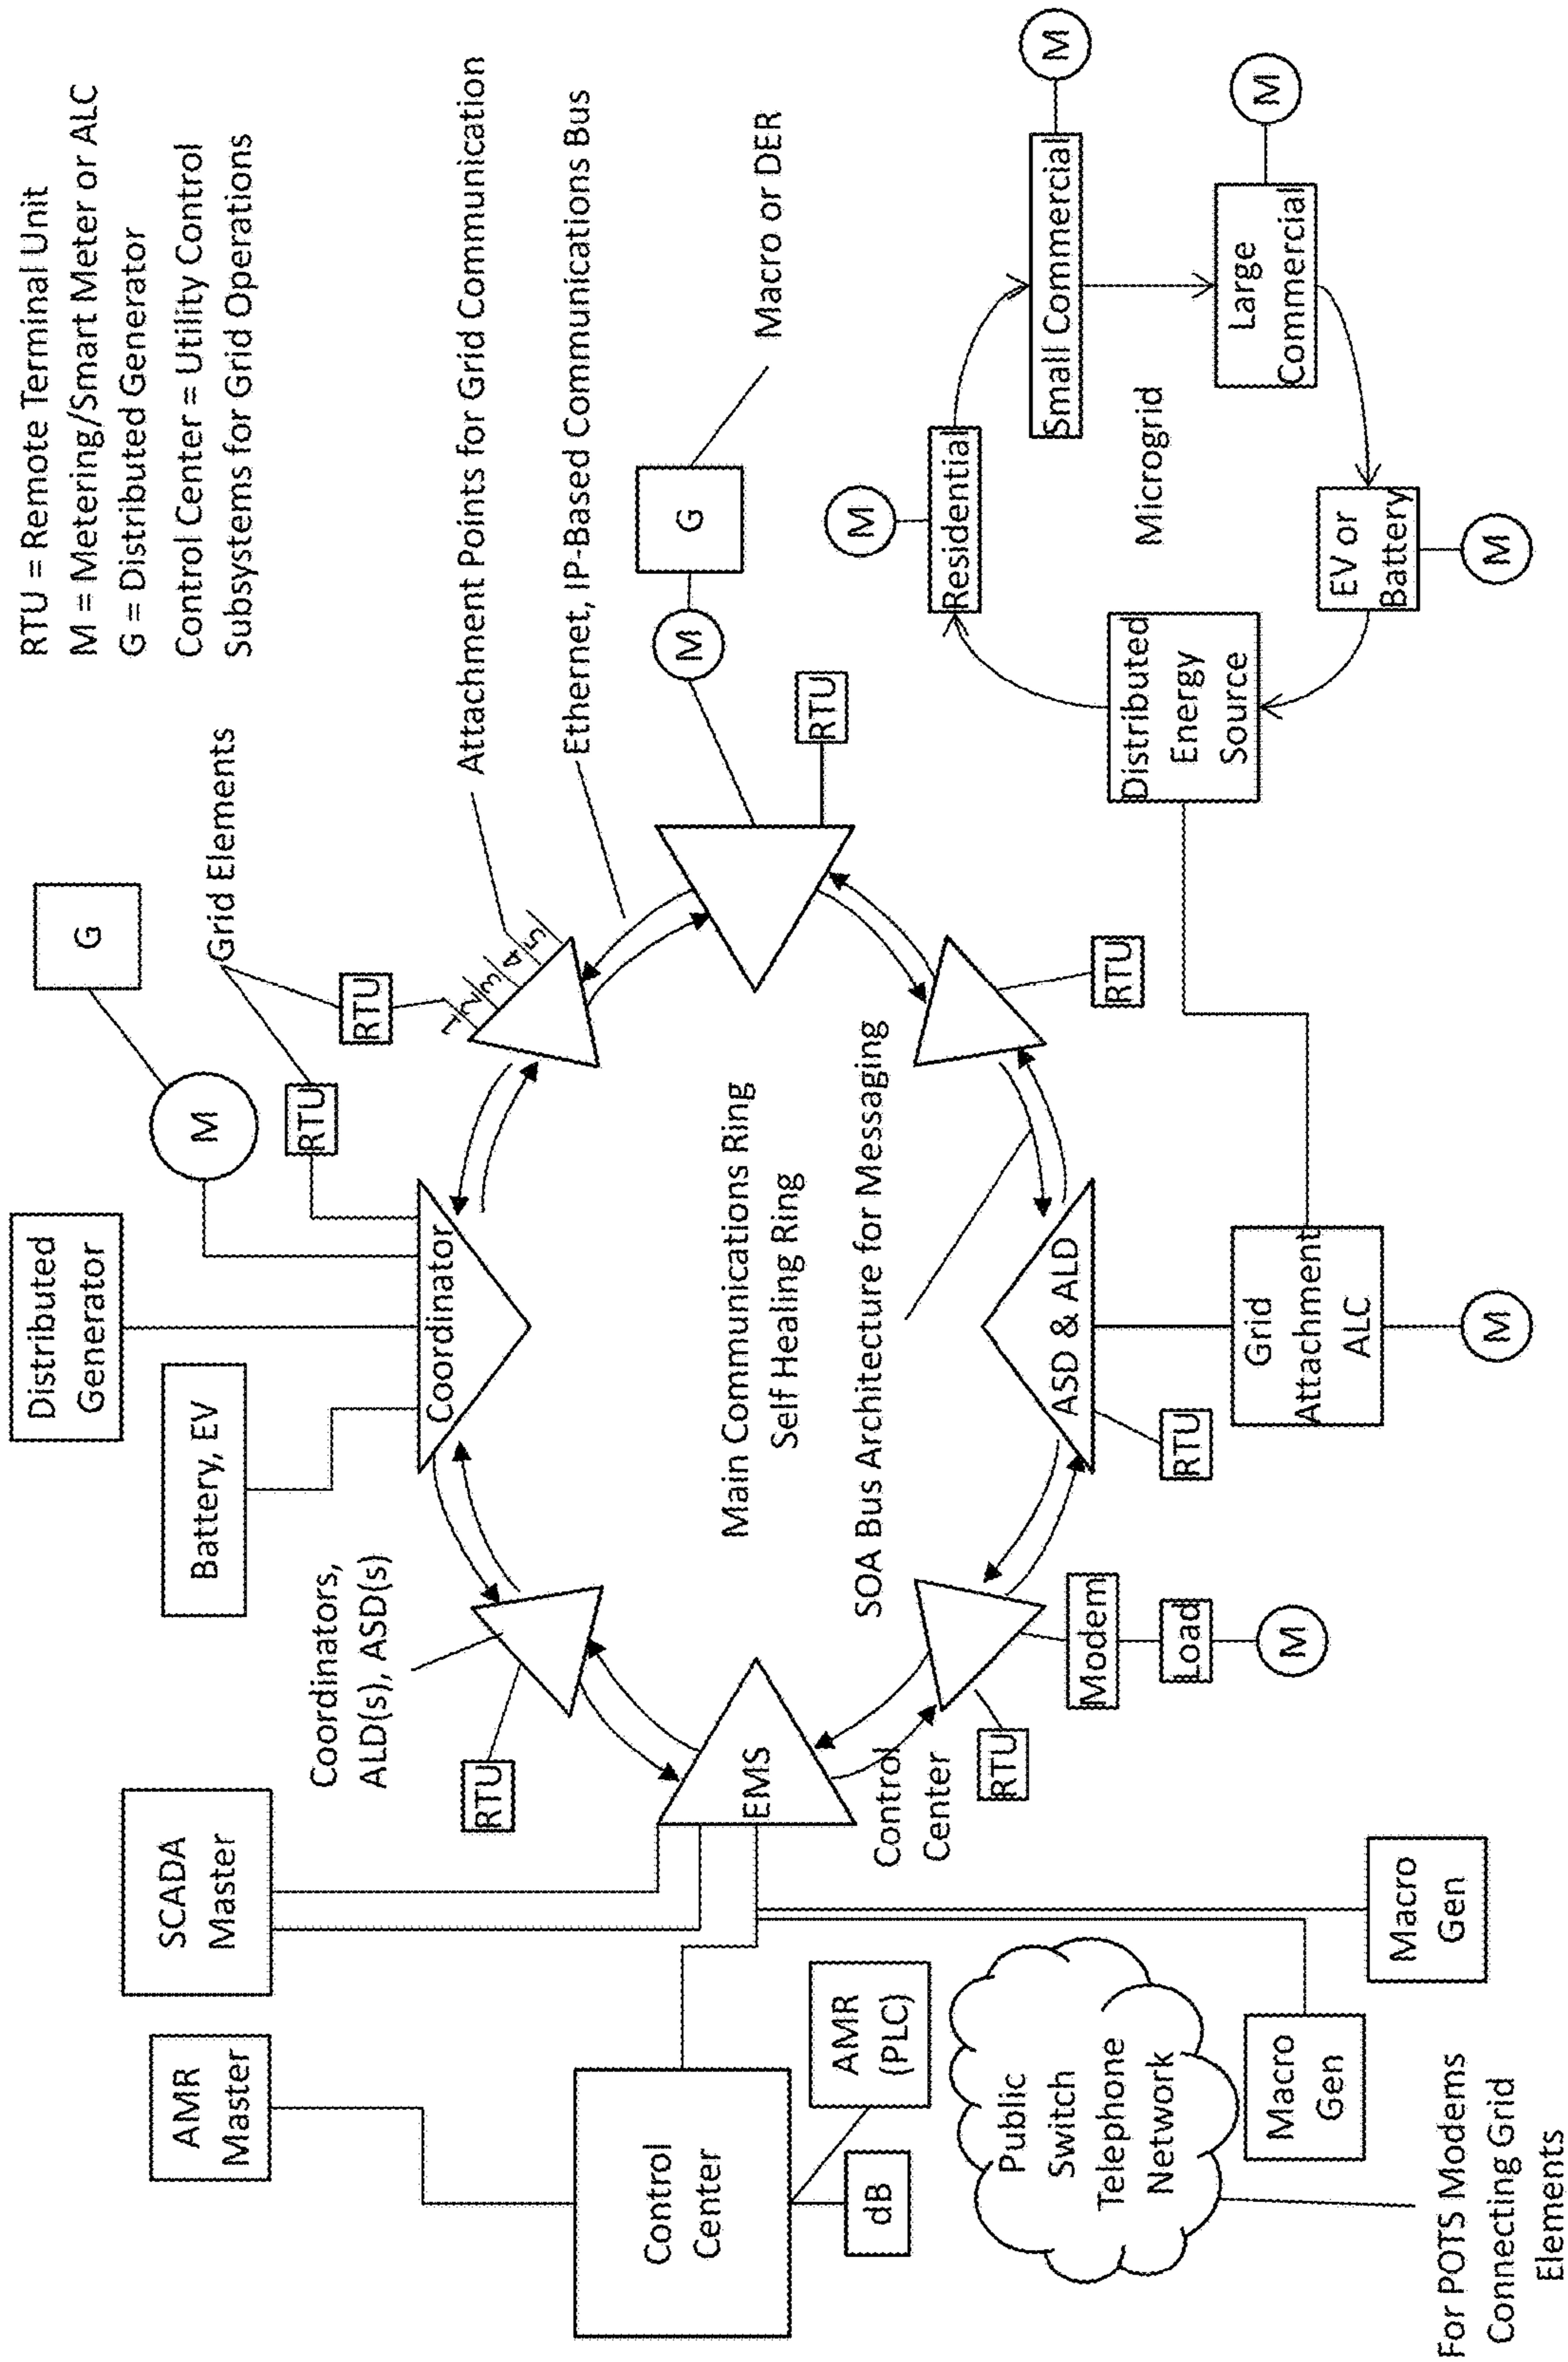 RTU = Remote Terminal Unit
M = Metering/Smart Meter or ALC
G = Distributed Generator
Control Center = Utility Control
Subsystems for Grid Operations
AMR
Master
SCADA
Master
Distributed
Generator
Battery, EV
G
M
RTU
Grid Elements
RTU
1
2
3
4
5
Attachment Points for Grid Communication
Ethernet, IP-Based Communications Bus
Coordinators,
ALD(s), ASD(s)
RTU
Coordinator
G
M
Macro or DER
RTU
Main Communications Ring
Self Healing Ring
SOA Bus Architecture for Messaging
EMS
Control
Center
Control
Center
AMR
(PLC)
dB
RTU
Modem
Load
M
ASD & ALD
RTU
RTU
Grid
Attachment
ALC
M
Public
Switch
Telephone
Network
Macro
Gen
Macro
Gen
For POTS Modems
Connecting Grid
Elements
Distributed
Energy
Source
Residential
M
Small Commercial
M
Large
Commercial
M
EV or
Battery
M
Microgrid